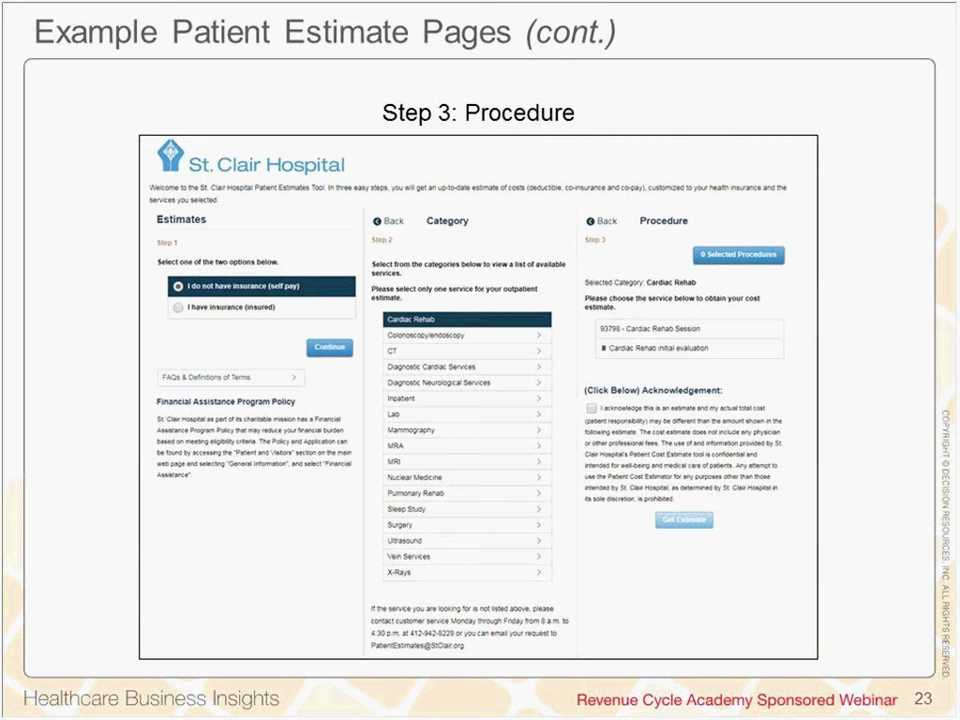 Example Patient Estimate Pages (cont.)
Step 3: Procedure
St. Clair Hospital
Welcome to the St. Clair Hospital Patient Estimates Tool. In three easy steps, you will get an up-to-date estimate of costs (deductible, co-insurance and co-pay), customized to your health insurance and the
services you selected.
Estimates
Step 1
Select one of the two options below.
I do not have insurance (self pay)
I have insurance (insured)
Continue
FAQs & Definitions of Terms
Financial Assistance Program Policy
St. Clair Hospital as part of its charitable mission has a Financial
Assistance Program Policy that may reduce your financial burden
based on meeting eligibility criteria. The Policy and Application can
be found by accessing the "Patient and Visitors" section on the main
web page and selecting "General Information", and select "Financial
Assistance"
Back Category
Step 2
Select from the categories below to view a list of available
services.
Please select only one service for your outpatient
estimate.
Cardiac Rehab
Colonoscopy/endoscopy
CT
Diagnostic Cardiac Services
Diagnostic Neurological Services
Inpatient
Lab
Mammography
MRA
MRI
Nuclear Medicine
Pulmonary Rehab
Sleep Study
Surgery
Ultrasound
Vein Services
X-Rays
If the service you are looking for is not listed above, please
contact customer service Monday through Friday from 8 a.m. to
4:30 p.m. at 412-942-8228 or you can email your request to
PatientEstimates@StClair.org.
Back Procedure
Step 3
0 Selected Procedures
Selected Category: Cardiac Rehab
Please choose the service below to obtain your cost
estimate.
93798 - Cardiac Rehab Session
Cardiac Rehab initial evaluation
(Click Below) Acknowledgement:
I acknowledge this is an estimate and my actual total cost
(patient responsibility) may be different than the amount shown in the
following estimate. The cost estimate does not include any physician
or other professional fees. The use of and information provided by St.
Clair Hospital's Patient Cost Estimate tool is confidential and
intended for well-being and medical care of patients. Any attempt to
use the Patient Cost Estimator for any purposes other than those
intended by St. Clair Hospital, as determined by St. Clair Hospital in
its sole discretion, is prohibited.
Get Estimate
COPYRIGHT © DECISION RESOURCES, INC. ALL RIGHTS RESERVED.
Healthcare Business Insights
Revenue Cycle Academy Sponsored Webinar 23